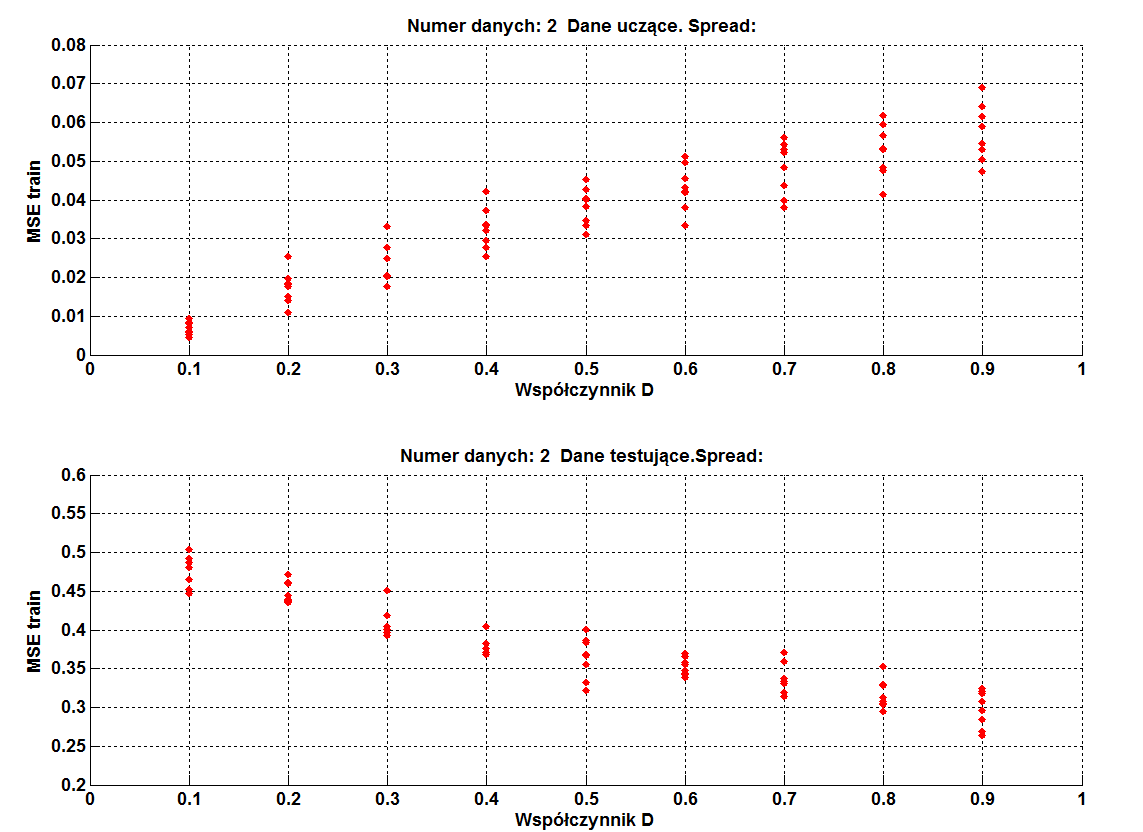 Numer danych: 2  Dane uczące. Spread:
0.08
0.07
0.06
0.05
0.04
0.03
0.02
0.01
0
MSE train
0 0.1 0.2 0.3 0.4 0.5 0.6 0.7 0.8 0.9 1
Współczynnik D
Numer danych: 2  Dane testujące.Spread:
0.6
0.55
0.5
0.45
0.4
0.35
0.3
0.25
0.2
MSE train
0 0.1 0.2 0.3 0.4 0.5 0.6 0.7 0.8 0.9 1
Współczynnik D